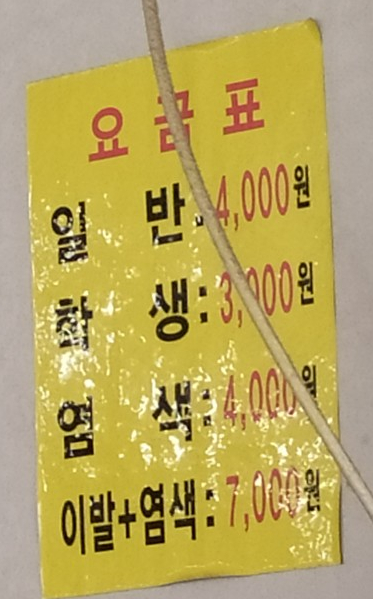 요금표
일 반 : 4,000원
학 생 : 3,000원
염 색 : 4,000원
이발+염색 : 7,000원